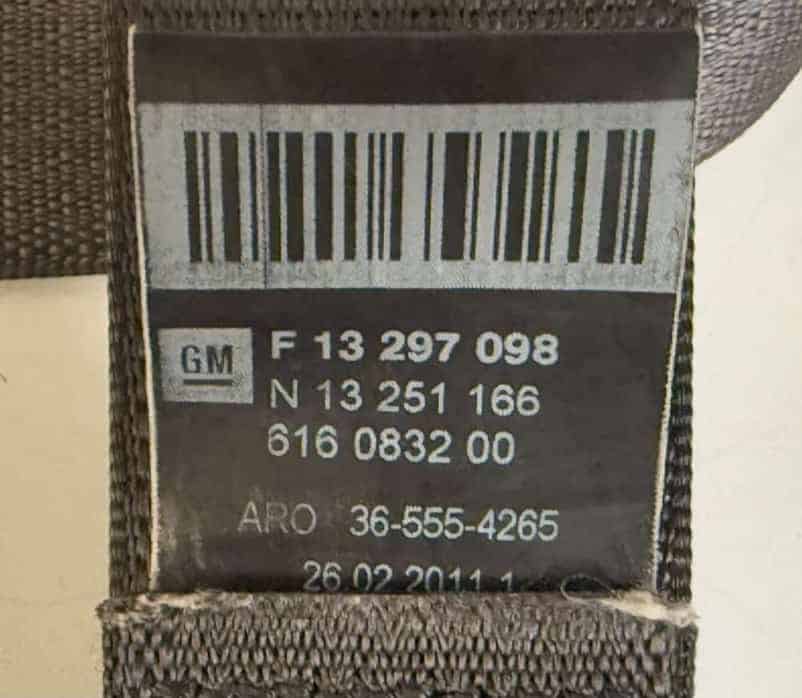 GM
F 13 297 098
N 13 251 166
616 0832 00
ARO 36-555-4265
26 02 2011 1